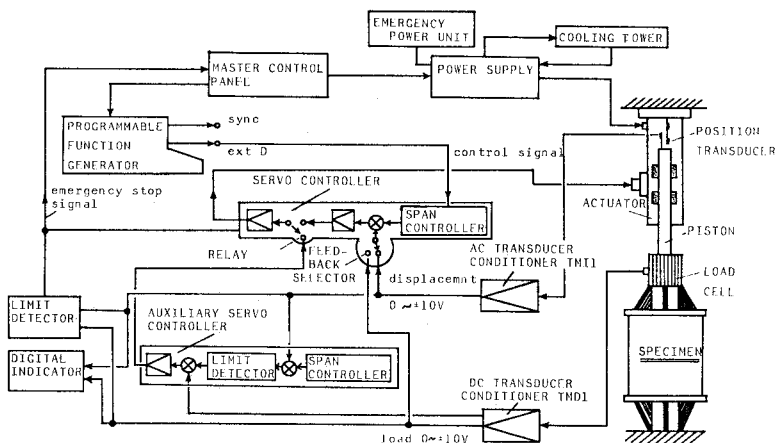 EMERGENCY
POWER UNIT
COOLING TOWER
MASTER CONTROL
PANEL
POWER SUPPLY
PROGRAMMABLE
FUNCTION
GENERATOR
sync
ext D
POSITION
TRANSDUCER
control signal
emergency stop
signal
SERVO CONTROLLER
SPAN
CONTROLLER
ACTUATOR
PISTON
RELAY
FEED-
BACK
SELECTOR
AC TRANSDUCER
CONDITIONER TMI1
displacemnt
0 ~±10V
LOAD
CELL
LIMIT
DETECTOR
AUXILIARY SERVO
CONTROLLER
DIGITAL
INDICATOR
LIMIT
DETECTOR
SPAN
CONTROLLER
SPECIMEN
DC TRANSDUCER
CONDITIONER TMD1
load 0~±10V